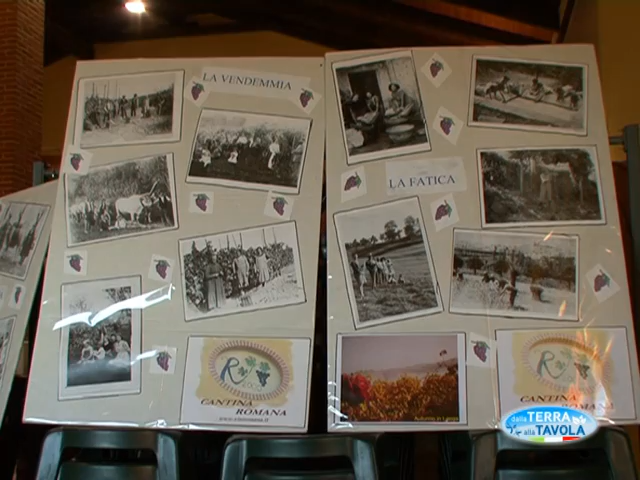 LA VENDEMMIA
LA FATICA
CANTINA
ROMANA
CANTINA
ROMANA
dalla TERRA
alla TAVOLA